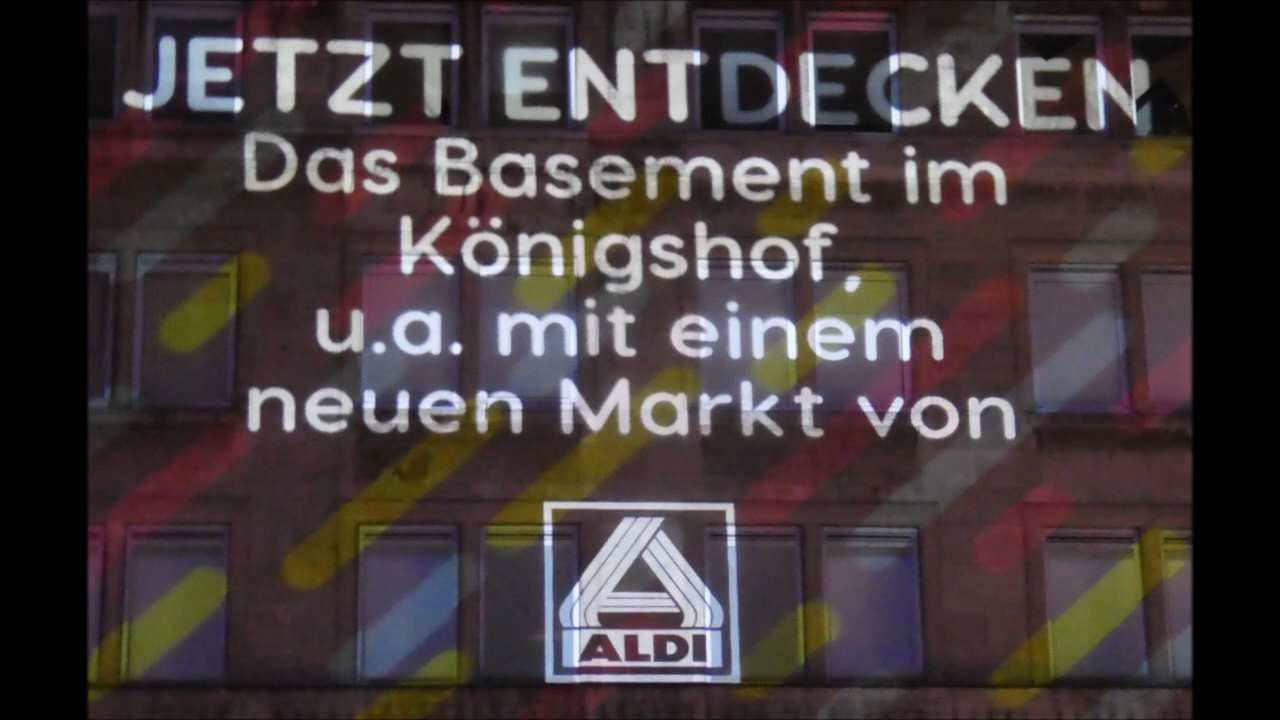 JETZT ENTDECKEN
Das Basement im
Königshof,
u.a. mit einem
neuen Markt von
ALDI